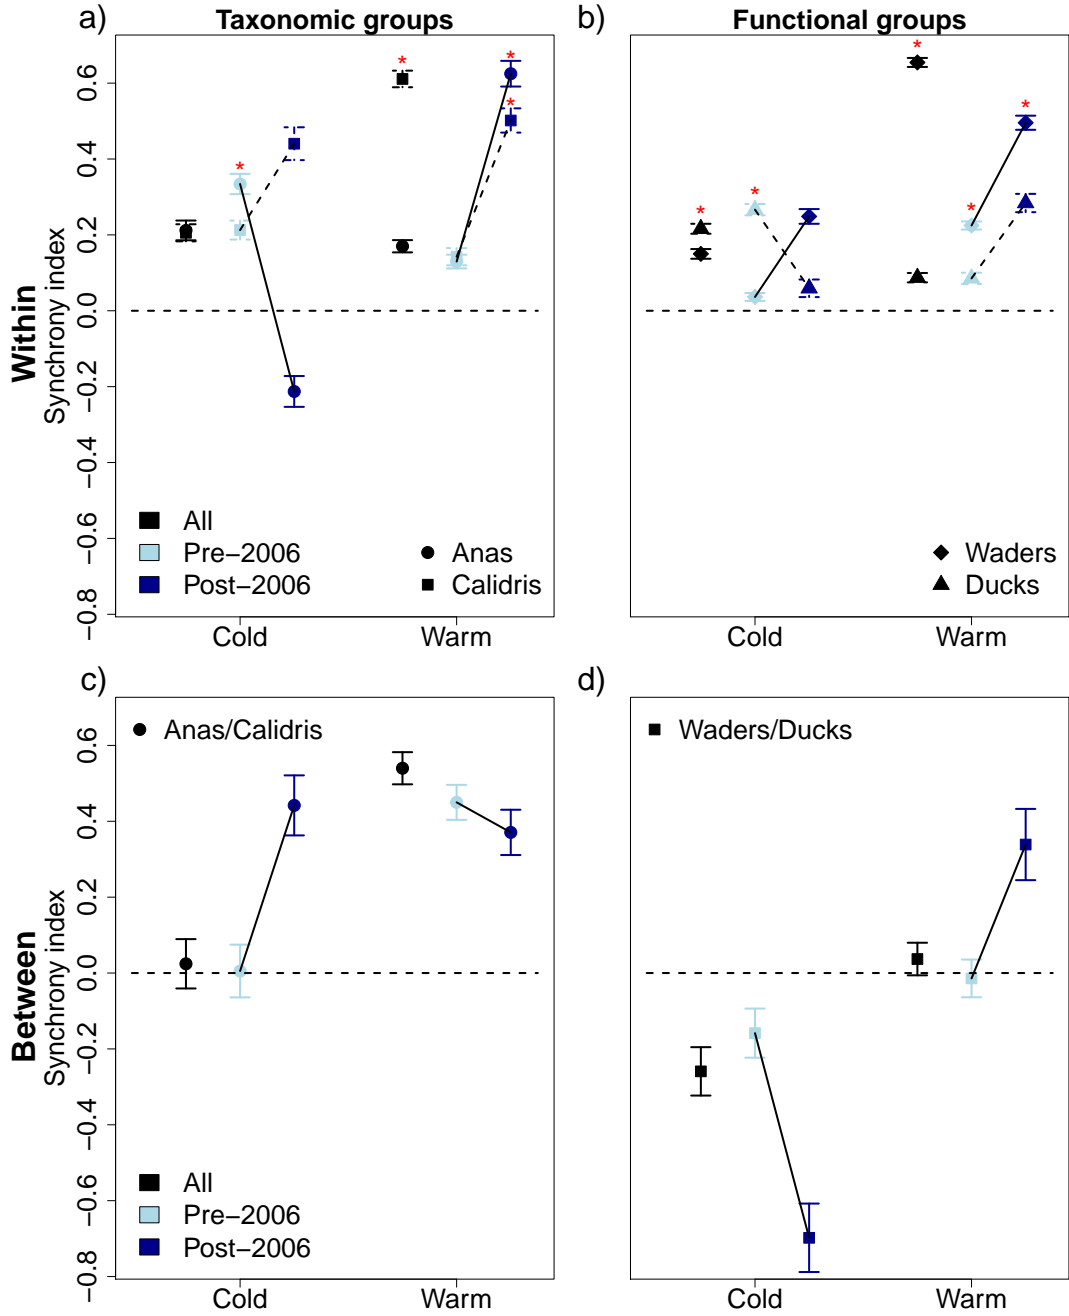 a) Taxonomic groups
b) Functional groups
Within
Synchrony index
0.6
0.4
0.2
0.0
−0.2
−0.4
−0.6
−0.8
* * * *
All
Pre−2006
Post−2006
Anas
Calidris
Cold Warm
* * * * *
Waders
Ducks
Cold Warm
c)
d)
Between
Synchrony index
0.6
0.4
0.2
0.0
−0.2
−0.4
−0.6
−0.8
Anas/Calidris
All
Pre−2006
Post−2006
Cold Warm
Waders/Ducks
Cold Warm